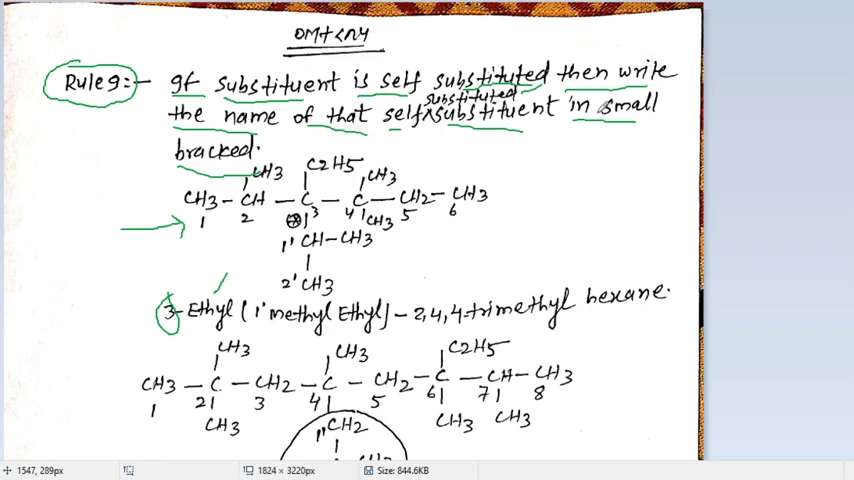 Rule 9:- If substituent is self substituted then write
the name of that self substituted substituent in small
bracked.
CH3 C2H5 CH3
CH3 - CH - C - C - CH2 - CH3
1 2 3 4 CH3 5 6
1' CH - CH3
2' CH3
3-Ethyl (1' methyl Ethyl) - 2,4,4-trimethyl hexane.
CH3 CH3 C2H5
CH3 - C - CH2 - C - CH2 - C - CH - CH3
1 2 3 4 5 6 7 8
CH3 CH3 CH3
1' CH2
1547, 289px 1824 × 3220px Size: 844.6KB